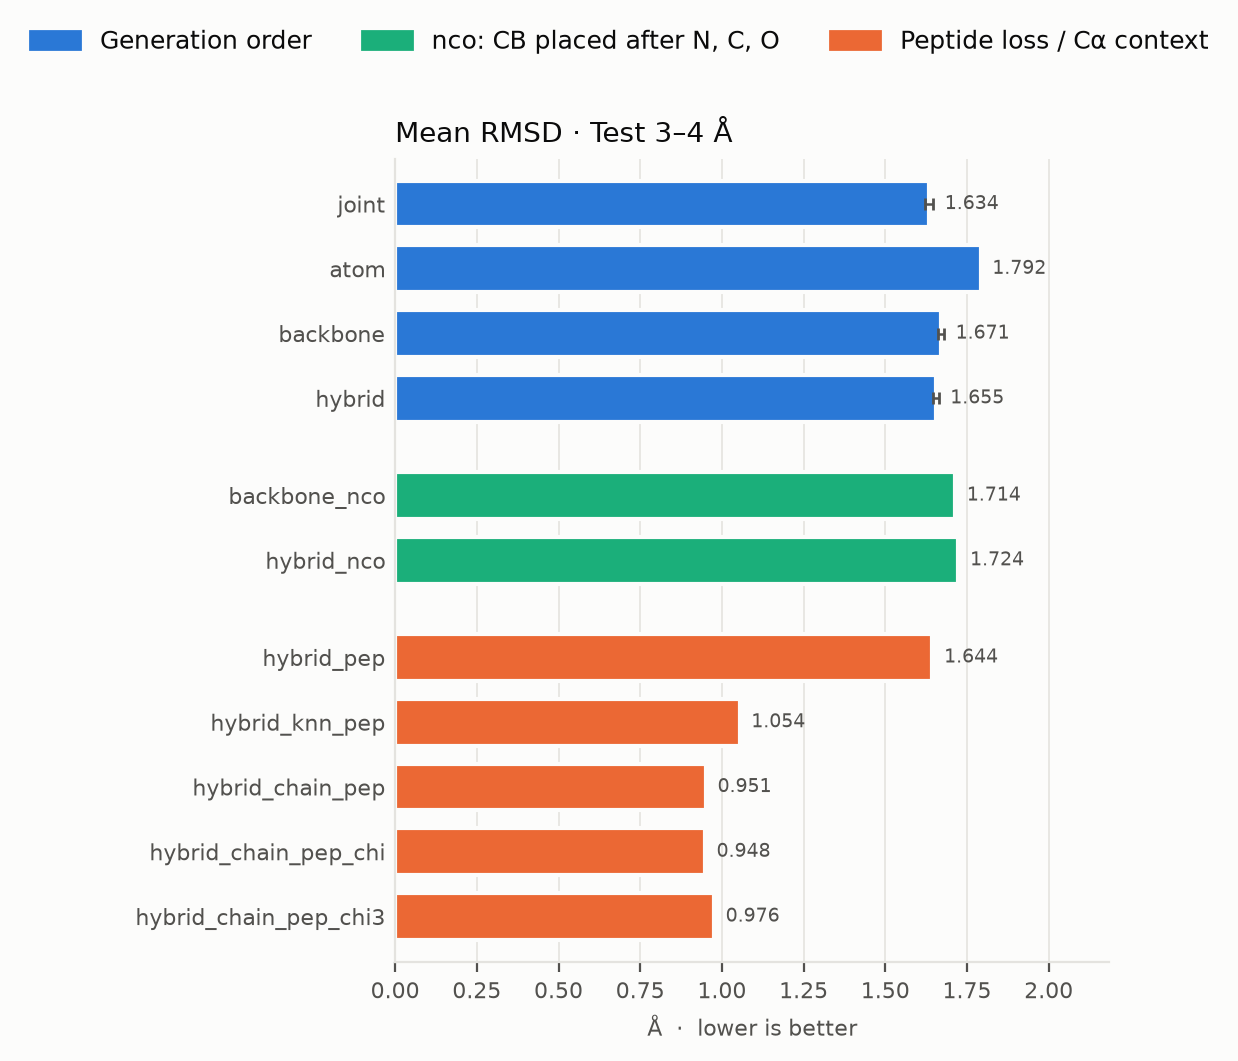 Generation order
nco: CB placed after N, C, O
Peptide loss / Cα context
Mean RMSD · Test 3–4 Å
joint 1.634
atom 1.792
backbone 1.671
hybrid 1.655
backbone_nco 1.714
hybrid_nco 1.724
hybrid_pep 1.644
hybrid_knn_pep 1.054
hybrid_chain_pep 0.951
hybrid_chain_pep_chi 0.948
hybrid_chain_pep_chi3 0.976
0.00 0.25 0.50 0.75 1.00 1.25 1.50 1.75 2.00
Å · lower is better